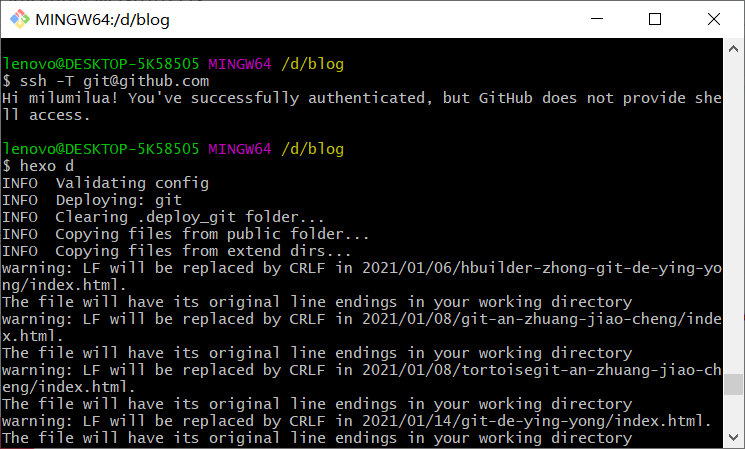 MINGW64:/d/blog
lenovo@DESKTOP-5K58505 MINGW64 /d/blog
$ ssh -T git@github.com
Hi milumilua! You've successfully authenticated, but GitHub does not provide she
ll access.
lenovo@DESKTOP-5K58505 MINGW64 /d/blog
$ hexo d
INFO  Validating config
INFO  Deploying: git
INFO  Clearing .deploy_git folder...
INFO  Copying files from public folder...
INFO  Copying files from extend dirs...
warning: LF will be replaced by CRLF in 2021/01/06/hbuilder-zhong-git-de-ying-yo
ng/index.html.
The file will have its original line endings in your working directory
warning: LF will be replaced by CRLF in 2021/01/08/git-an-zhuang-jiao-cheng/inde
x.html.
The file will have its original line endings in your working directory
warning: LF will be replaced by CRLF in 2021/01/08/tortoisegit-an-zhuang-jiao-ch
eng/index.html.
The file will have its original line endings in your working directory
warning: LF will be replaced by CRLF in 2021/01/14/git-de-ying-yong/index.html.
The file will have its original line endings in your working directory